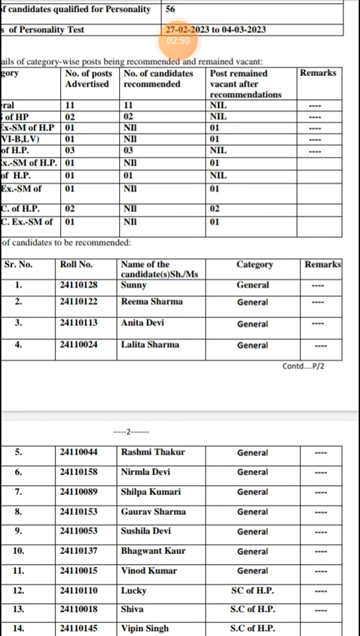 of candidates qualified for Personality 56
s of Personality Test 27-02-2023 to 04-03-2023
02:50
ails of category-wise posts being recommended and remained vacant:
gory No. of posts Advertised No. of candidates recommended Post remained vacant after recommendations Remarks
eral 11 11 NIL ----
of HP 02 02 NIL ----
Ex-SM of H.P 01 Nil 01 ----
VI-B,LV) 01 Nil 01 ----
of H.P. 03 03 NIL ----
x.-SM of H.P. 01 Nil 01
of H.P. 01 01 NIL
Ex.-SM of 01 Nil 01
C. of H.P. 02 Nil 02
C. Ex.-SM of 01 Nil 01
of candidates to be recommended:
Sr. No. Roll No. Name of the candidate(s)Sh./Ms Category Remarks
1. 24110128 Sunny General ----
2. 24110122 Reema Sharma General ----
3. 24110113 Anita Devi General ----
4. 24110024 Lalita Sharma General ----
Contd....P/2
-----2-------
5. 24110044 Rashmi Thakur General ----
6. 24110158 Nirmla Devi General ----
7. 24110089 Shilpa Kumari General ----
8. 24110153 Gaurav Sharma General ----
9. 24110053 Sushila Devi General ----
10. 24110137 Bhagwant Kaur General ----
11. 24110015 Vinod Kumar General ----
12. 24110110 Lucky SC of H.P. ----
13. 24110018 Shiva S.C of H.P. ----
14. 24110145 Vipin Singh S.C of H.P. ----